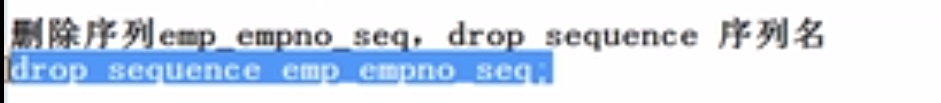 删除序列emp_empno_seq，drop sequence 序列名
drop sequence emp_empno_seq;